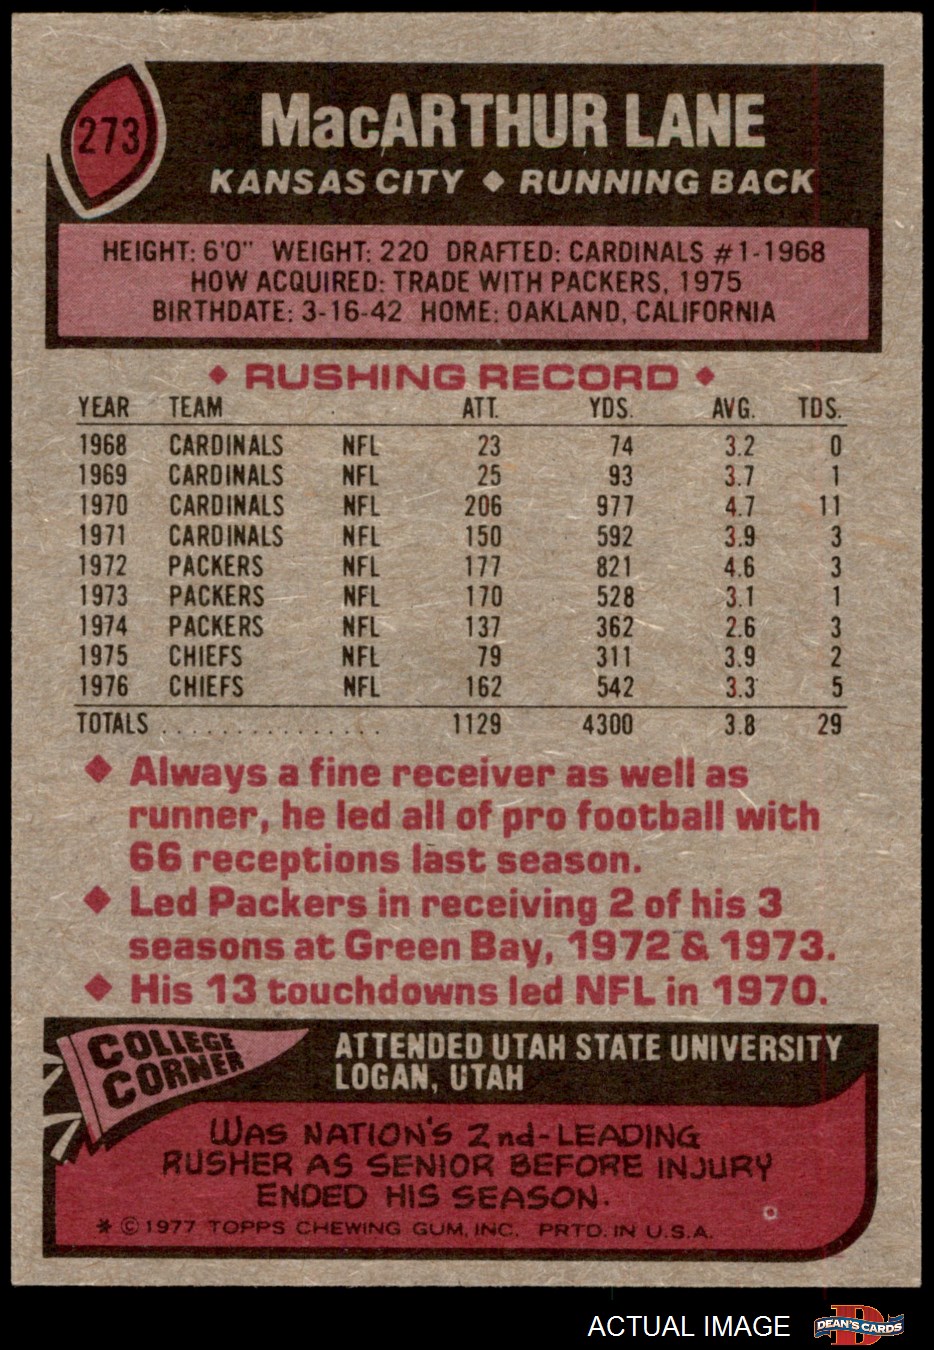 273
MacARTHUR LANE
KANSAS CITY ◆ RUNNING BACK
HEIGHT: 6'0" WEIGHT: 220 DRAFTED: CARDINALS #1-1968
HOW ACQUIRED: TRADE WITH PACKERS, 1975
BIRTHDATE: 3-16-42 HOME: OAKLAND, CALIFORNIA
◆ RUSHING RECORD ◆
YEAR TEAM ATT. YDS. AVG. TDS.
1968 CARDINALS NFL 23 74 3.2 0
1969 CARDINALS NFL 25 93 3.7 1
1970 CARDINALS NFL 206 977 4.7 11
1971 CARDINALS NFL 150 592 3.9 3
1972 PACKERS NFL 177 821 4.6 3
1973 PACKERS NFL 170 528 3.1 1
1974 PACKERS NFL 137 362 2.6 3
1975 CHIEFS NFL 79 311 3.9 2
1976 CHIEFS NFL 162 542 3.3 5
TOTALS . . . . . . . . . . . . . . . 1129 4300 3.8 29
◆ Always a fine receiver as well as
runner, he led all of pro football with
66 receptions last season.
◆ Led Packers in receiving 2 of his 3
seasons at Green Bay, 1972 & 1973.
◆ His 13 touchdowns led NFL in 1970.
COLLEGE
CORNER
ATTENDED UTAH STATE UNIVERSITY
LOGAN, UTAH
WAS NATION'S 2nd-LEADING
RUSHER AS SENIOR BEFORE INJURY
ENDED HIS SEASON.
* © 1977 TOPPS CHEWING GUM, INC. PRTD. IN U.S.A.
ACTUAL IMAGE
D
DEAN'S CARDS